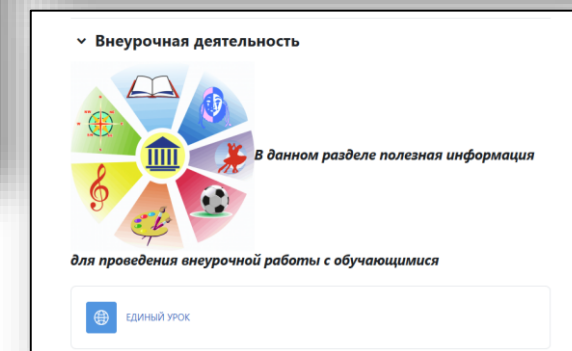 Внеурочная деятельность
В данном разделе полезная информация
для проведения внеурочной работы с обучающимися
ЕДИНЫЙ УРОК